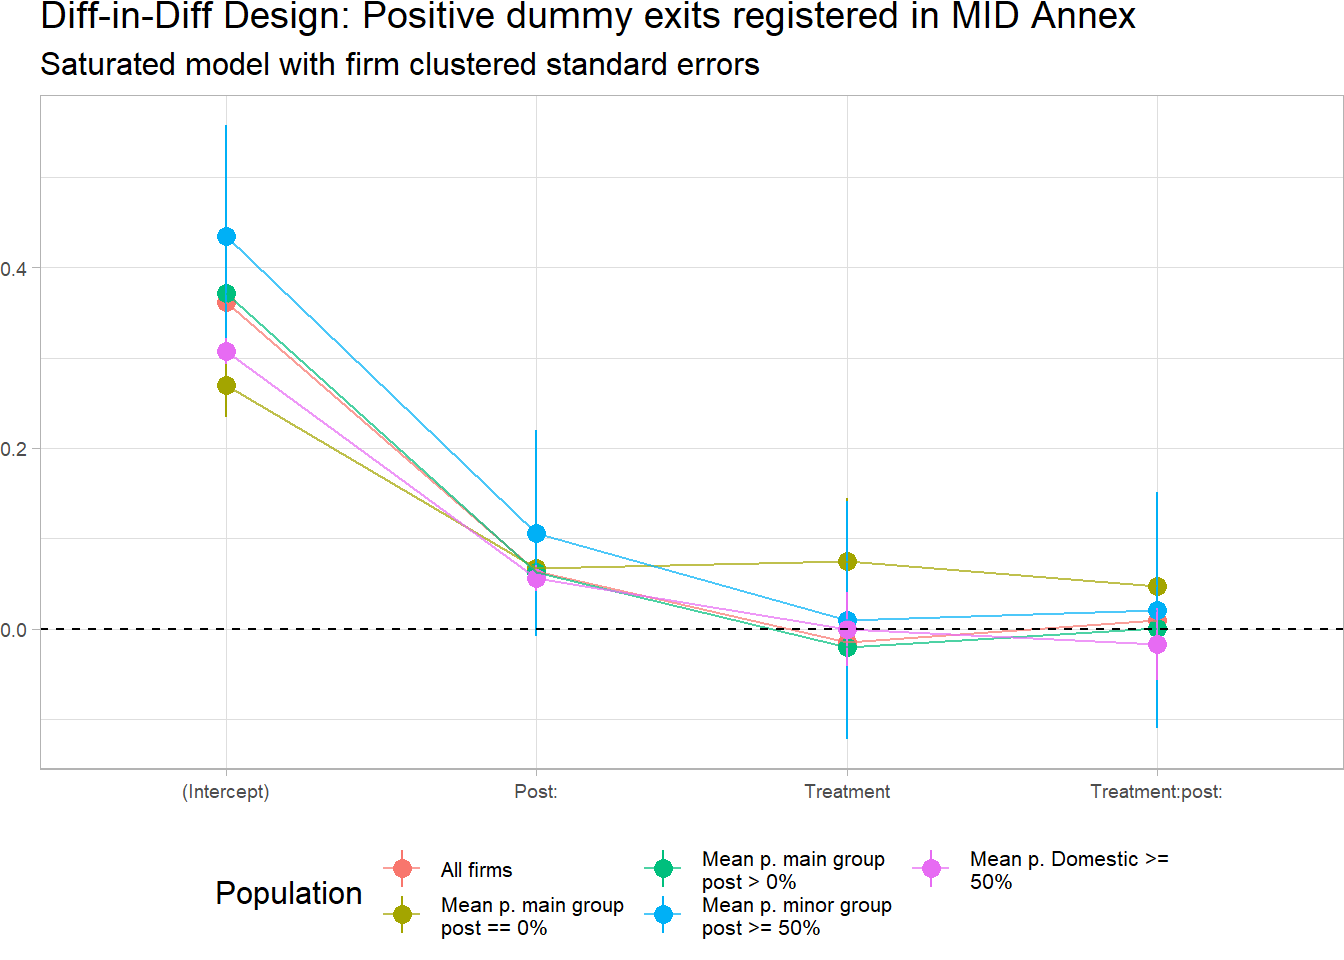 Diff-in-Diff Design: Positive dummy exits registered in MID Annex
Saturated model with firm clustered standard errors
0.4
0.2
0.0
(Intercept)
Post:
Treatment
Treatment:post:
Population
All firms
Mean p. main group
post == 0%
Mean p. main group
post > 0%
Mean p. minor group
post >= 50%
Mean p. Domestic >=
50%